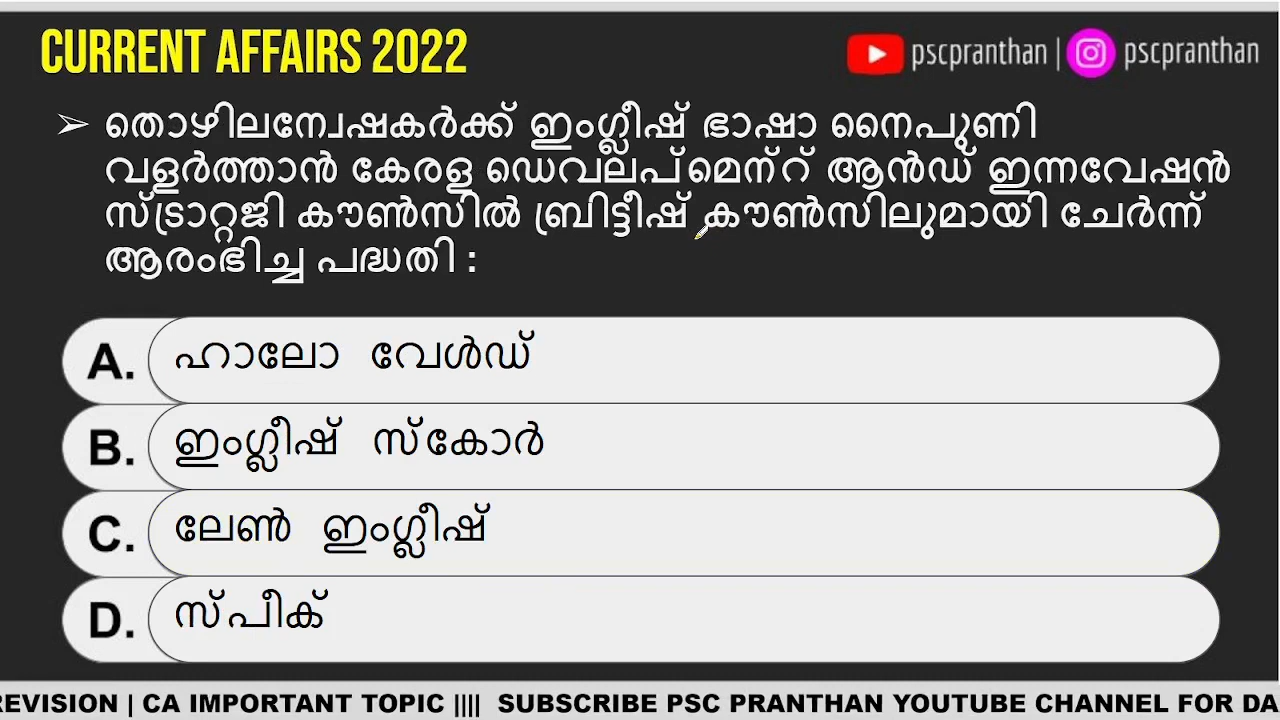 CURRENT AFFAIRS 2022
pscpranthan | pscpranthan
➢ തൊഴിലന്വേഷകർക്ക് ഇംഗ്ലീഷ് ഭാഷാ നൈപുണി
വളർത്താൻ കേരള ഡെവലപ്മെന്റ് ആൻഡ് ഇന്നവേഷൻ
സ്ട്രാറ്റജി കൗൺസിൽ ബ്രിട്ടീഷ് കൗൺസിലുമായി ചേർന്ന്
ആരംഭിച്ച പദ്ധതി :
A. ഹാലോ വേൾഡ്
B. ഇംഗ്ലീഷ് സ്കോർ
C. ലേൺ ഇംഗ്ലീഷ്
D. സ്പീക്
EVISION | CA IMPORTANT TOPIC |||| SUBSCRIBE PSC PRANTHAN YOUTUBE CHANNEL FOR DA